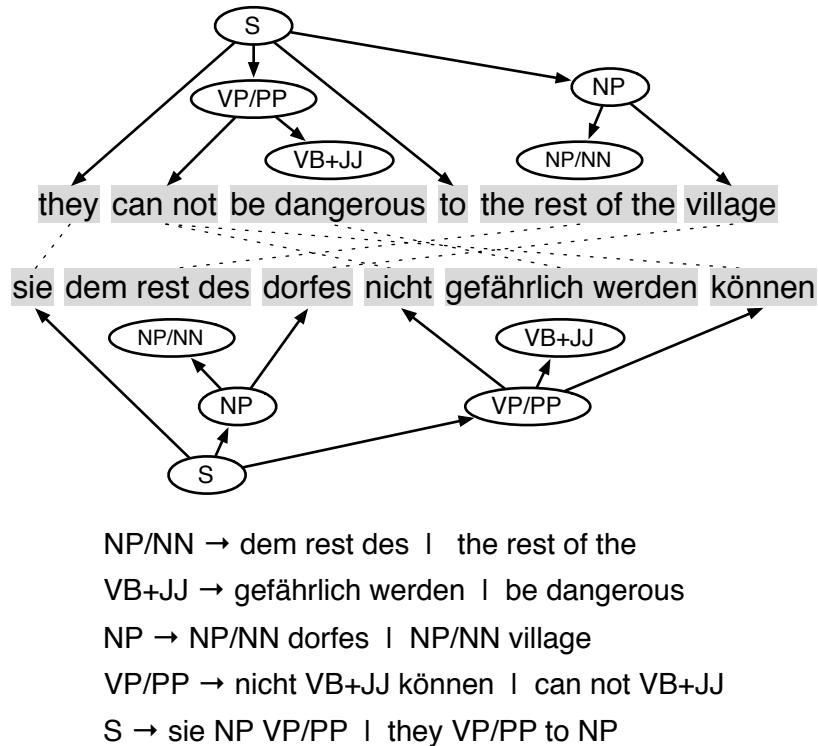 S
NP
VP/PP
VB+JJ NP/NN
they can not be dangerous to the rest of the village
sie dem rest des dorfes nicht gefährlich werden können
NP/NN VB+JJ
NP VP/PP
S
NP/NN → dem rest des | the rest of the
VB+JJ → gefährlich werden | be dangerous
NP → NP/NN dorfes | NP/NN village
VP/PP → nicht VB+JJ können | can not VB+JJ
S → sie NP VP/PP | they VP/PP to NP